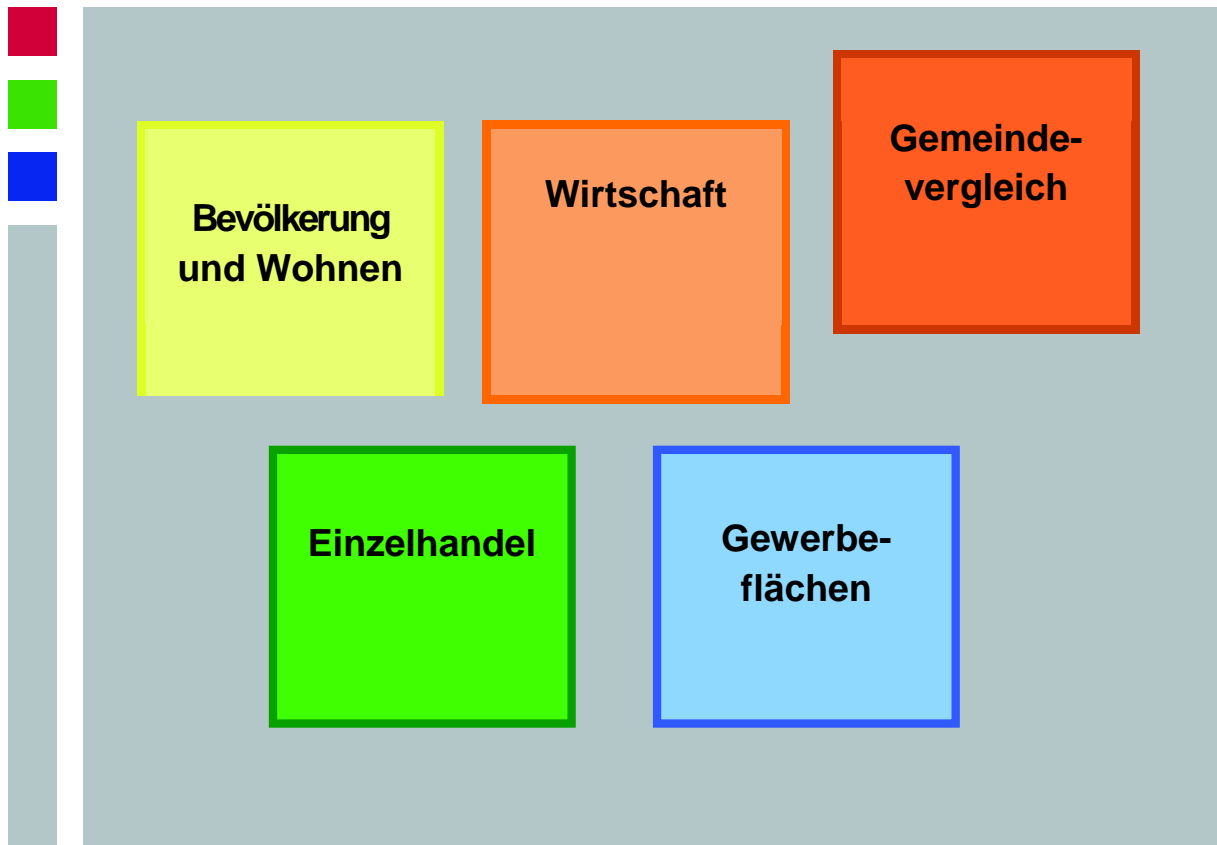 Bevölkerung
und Wohnen
Wirtschaft
Gemeinde-
vergleich
Einzelhandel
Gewerbe-
flächen